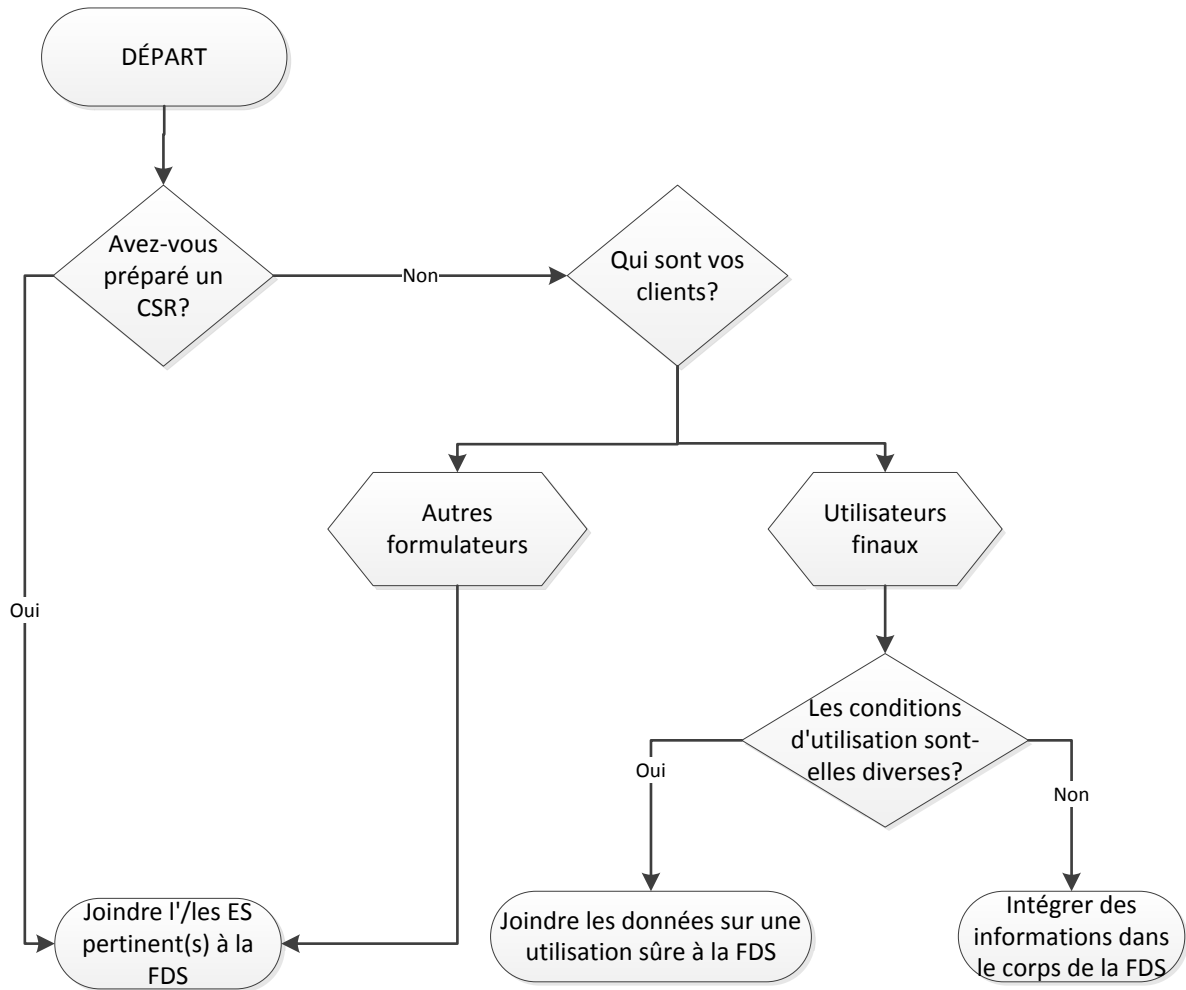 DÉPART
Avez-vous
préparé un
CSR?
Non
Qui sont vos
clients?
Autres
formulateurs
Utilisateurs
finaux
Oui
Les conditions
d'utilisation sont-
elles diverses?
Oui
Non
Joindre l'/les ES
pertinent(s) à la
FDS
Joindre les données sur une
utilisation sûre à la FDS
Intégrer des
informations dans
le corps de la FDS